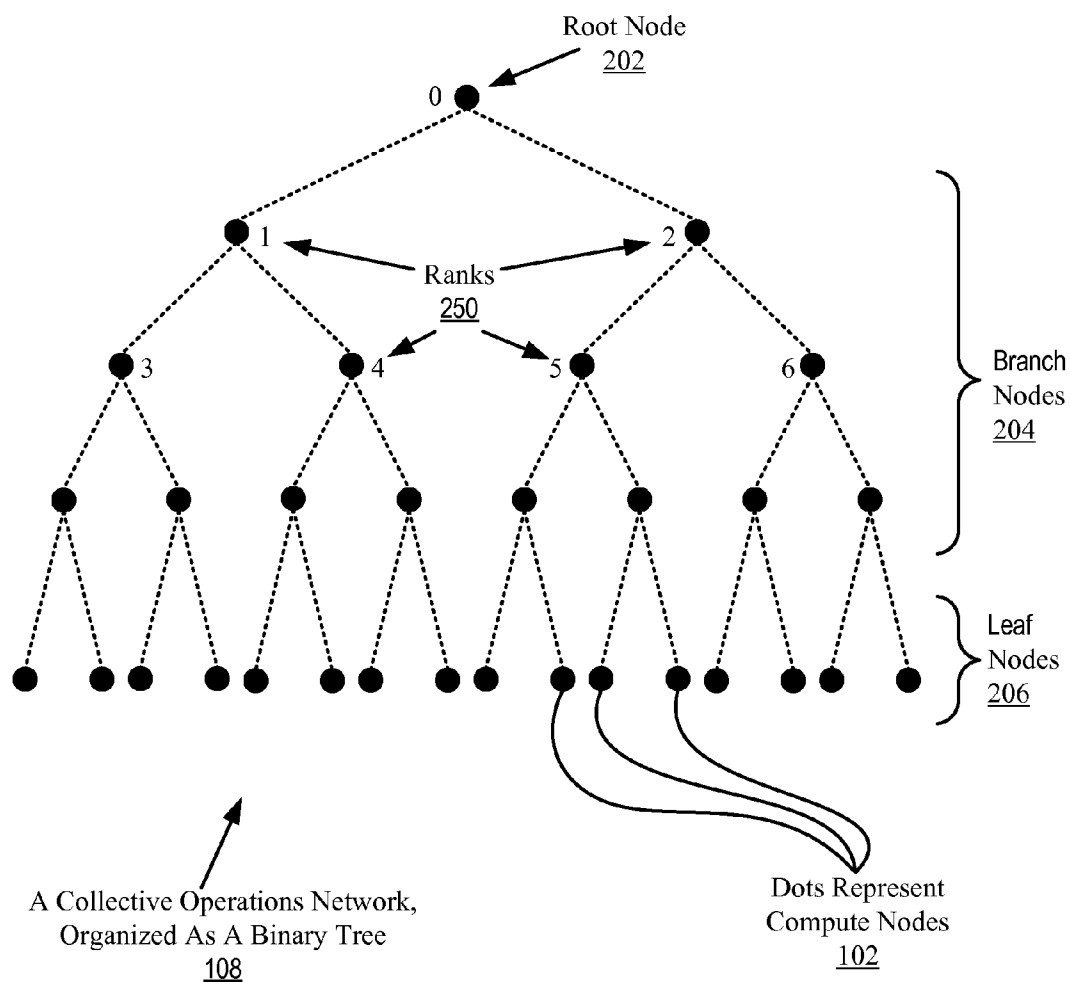 Root Node
202
0
1
2
Ranks
250
3
4
5
6
Branch
Nodes
204
Leaf
Nodes
206
A Collective Operations Network,
Organized As A Binary Tree
108
Dots Represent
Compute Nodes
102